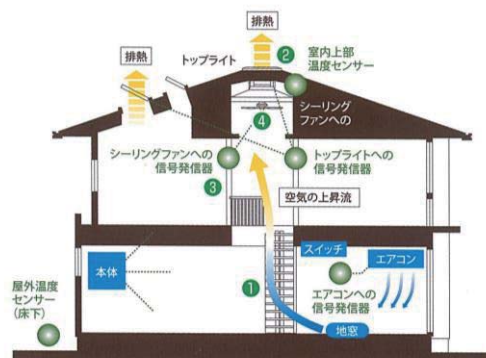 排熱
排熱
トップライト
②
室内上部
温度センサー
シーリング
ファンへの
④
シーリングファンへの
信号発信器
トップライトへの
信号発信器
③
空気の上昇流
本体
スイッチ
エアコン
①
エアコンへの
信号発信器
屋外温度
センサー
(床下)
地窓